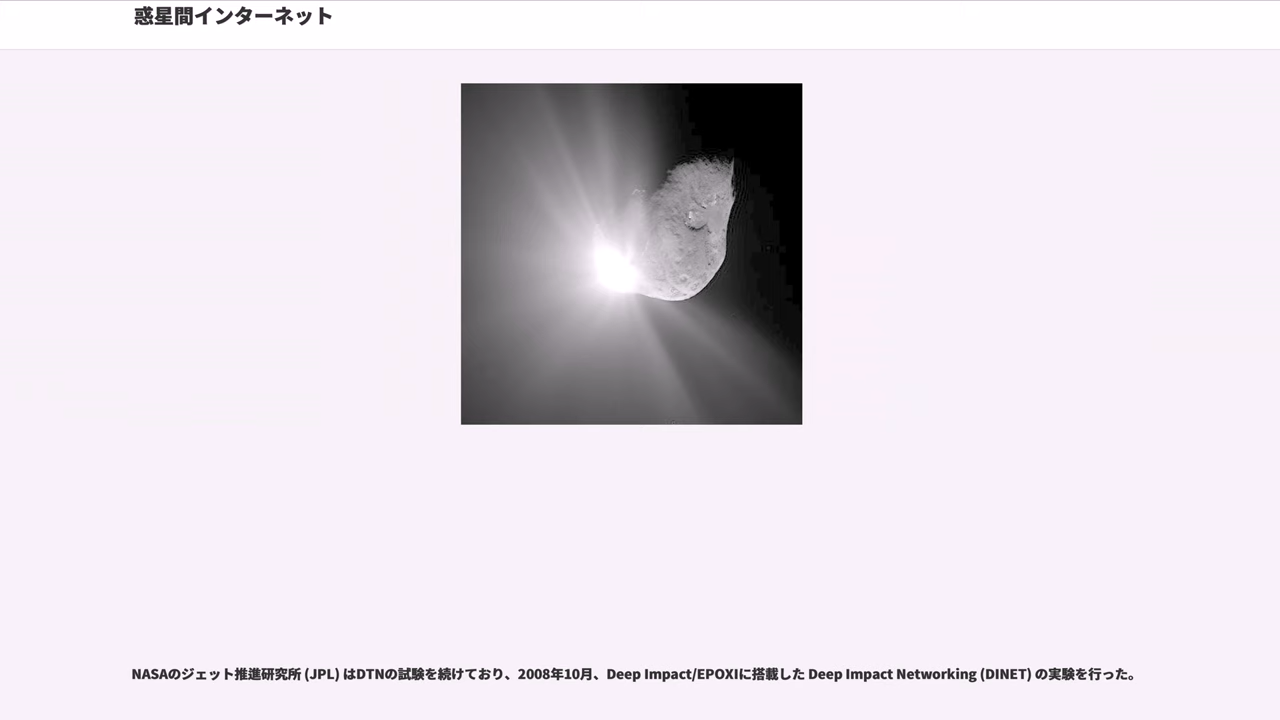 惑星間インターネット
NASAのジェット推進研究所 (JPL) はDTNの試験を続けており、2008年10月、Deep Impact/EPOXIに搭載した Deep Impact Networking (DINET) の実験を行った。